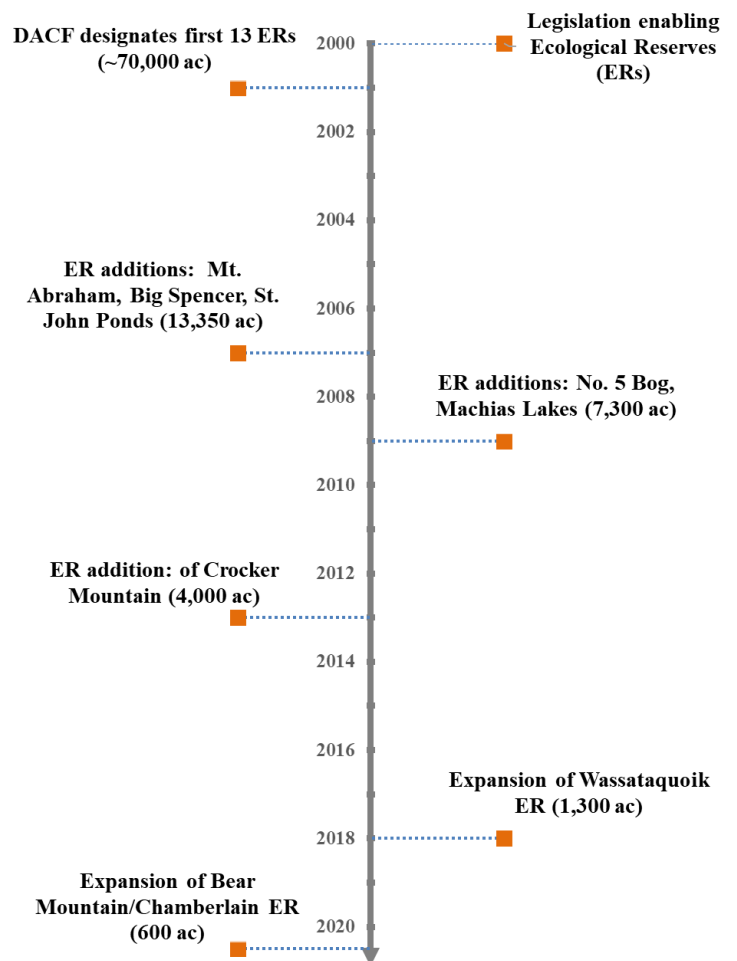 DACF designates first 13 ERs
(~70,000 ac)
Legislation enabling
Ecological Reserves
(ERs)
2000
2002
2004
ER additions: Mt.
Abraham, Big Spencer, St.
John Ponds (13,350 ac)
2006
2008
ER additions: No. 5 Bog,
Machias Lakes (7,300 ac)
2010
ER addition: of Crocker
Mountain (4,000 ac)
2012
2014
2016
Expansion of Wassataquoik
ER (1,300 ac)
2018
Expansion of Bear
Mountain/Chamberlain ER
(600 ac)
2020